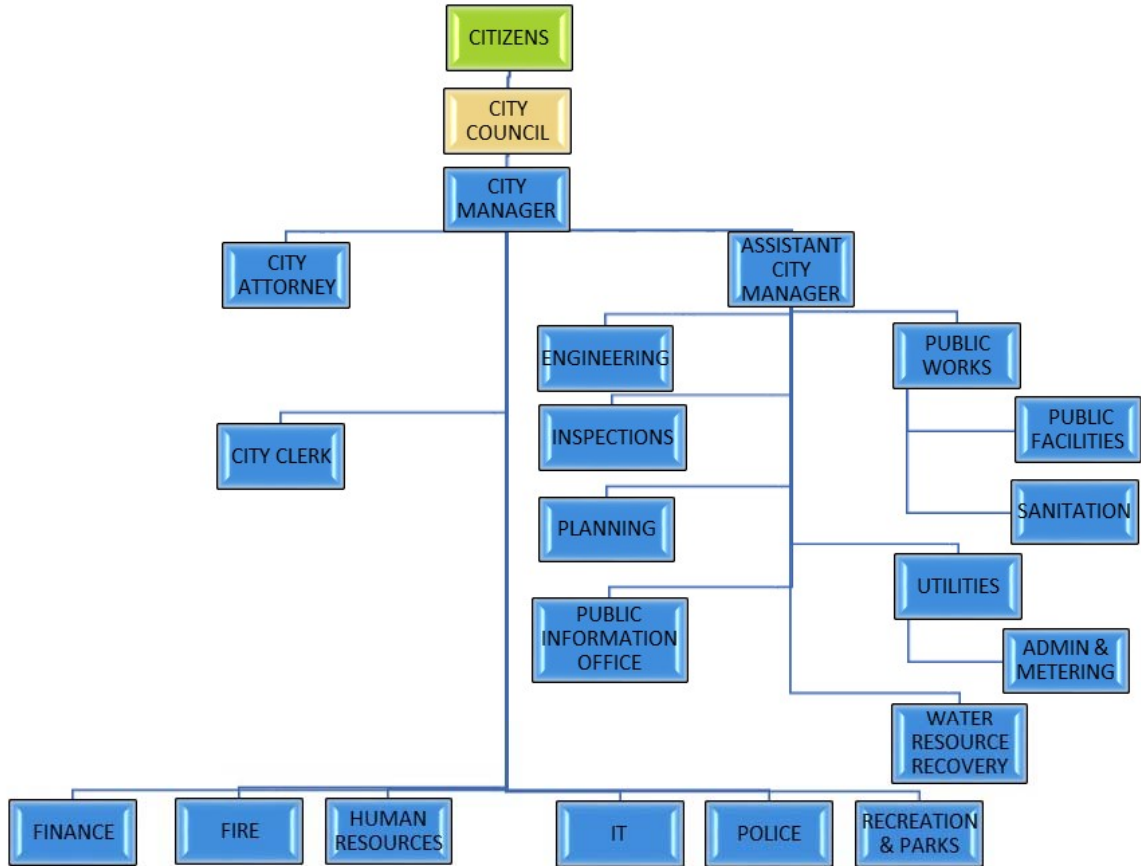 CITIZENS
CITY
COUNCIL
CITY
MANAGER
CITY
ATTORNEY
ASSISTANT
CITY
MANAGER
ENGINEERING
PUBLIC
WORKS
INSPECTIONS
PUBLIC
FACILITIES
CITY CLERK
SANITATION
PLANNING
UTILITIES
PUBLIC
INFORMATION
OFFICE
ADMIN &
METERING
WATER
RESOURCE
RECOVERY
FINANCE
FIRE
HUMAN
RESOURCES
IT
POLICE
RECREATION
& PARKS